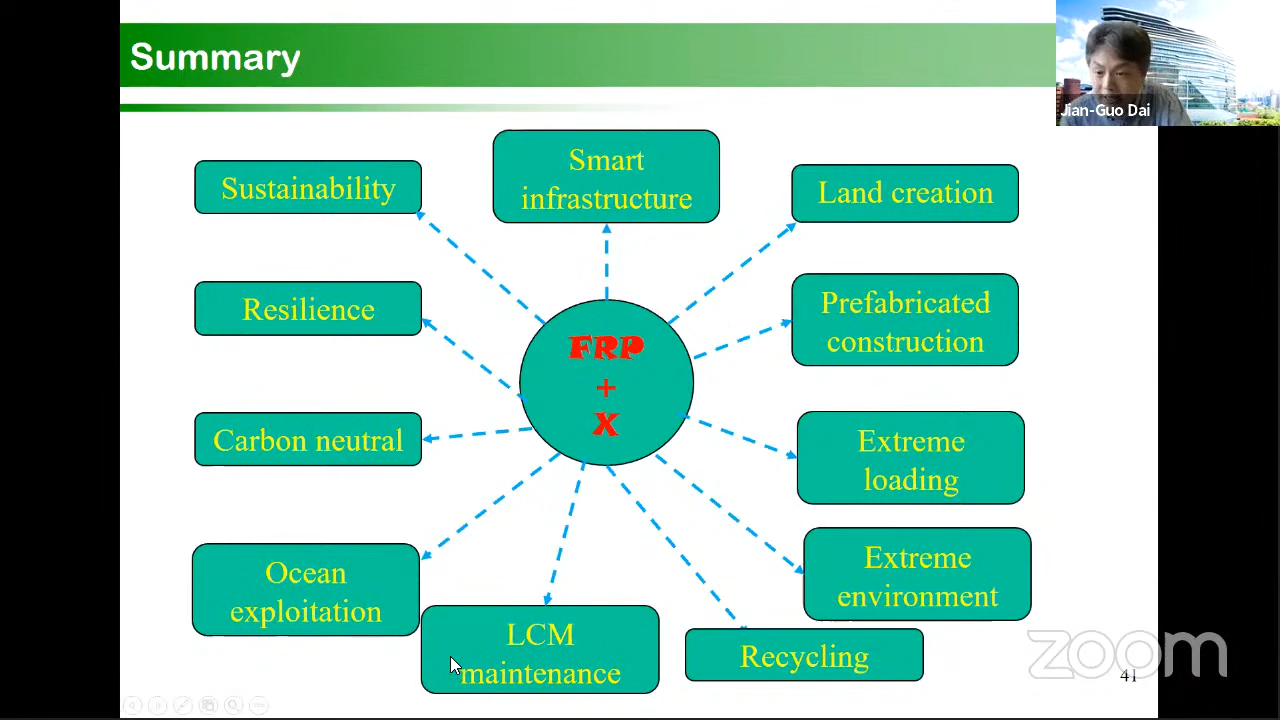 Summary
Jian-Guo Dai
Sustainability
Smart
infrastructure
Land creation
Resilience
Prefabricated
construction
FRP
+
X
Carbon neutral
Extreme
loading
Ocean
exploitation
Extreme
environment
LCM
maintenance
Recycling
zoom
41